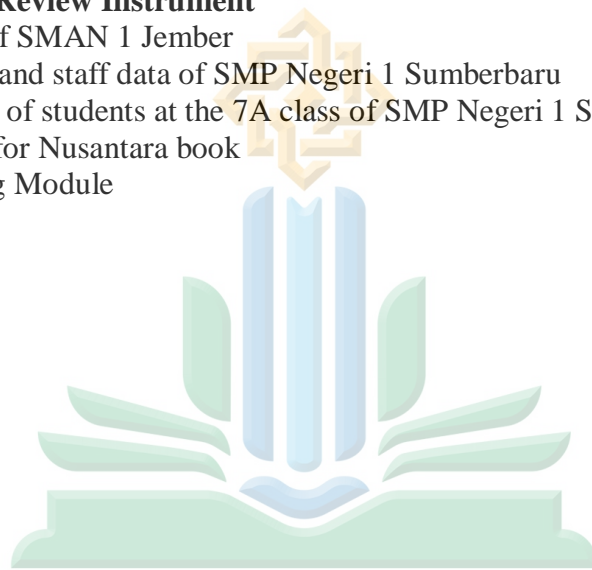 Review Instrument
of SMAN 1 Jember
and staff data of SMP Negeri 1 Sumberbaru
of students at the 7A class of SMP Negeri 1 S
for Nusantara book
g Module